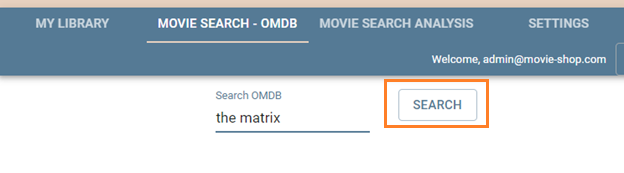 MY LIBRARY MOVIE SEARCH - OMDB MOVIE SEARCH ANALYSIS SETTINGS
Welcome, admin@movie-shop.com
Search OMDB
the matrix SEARCH